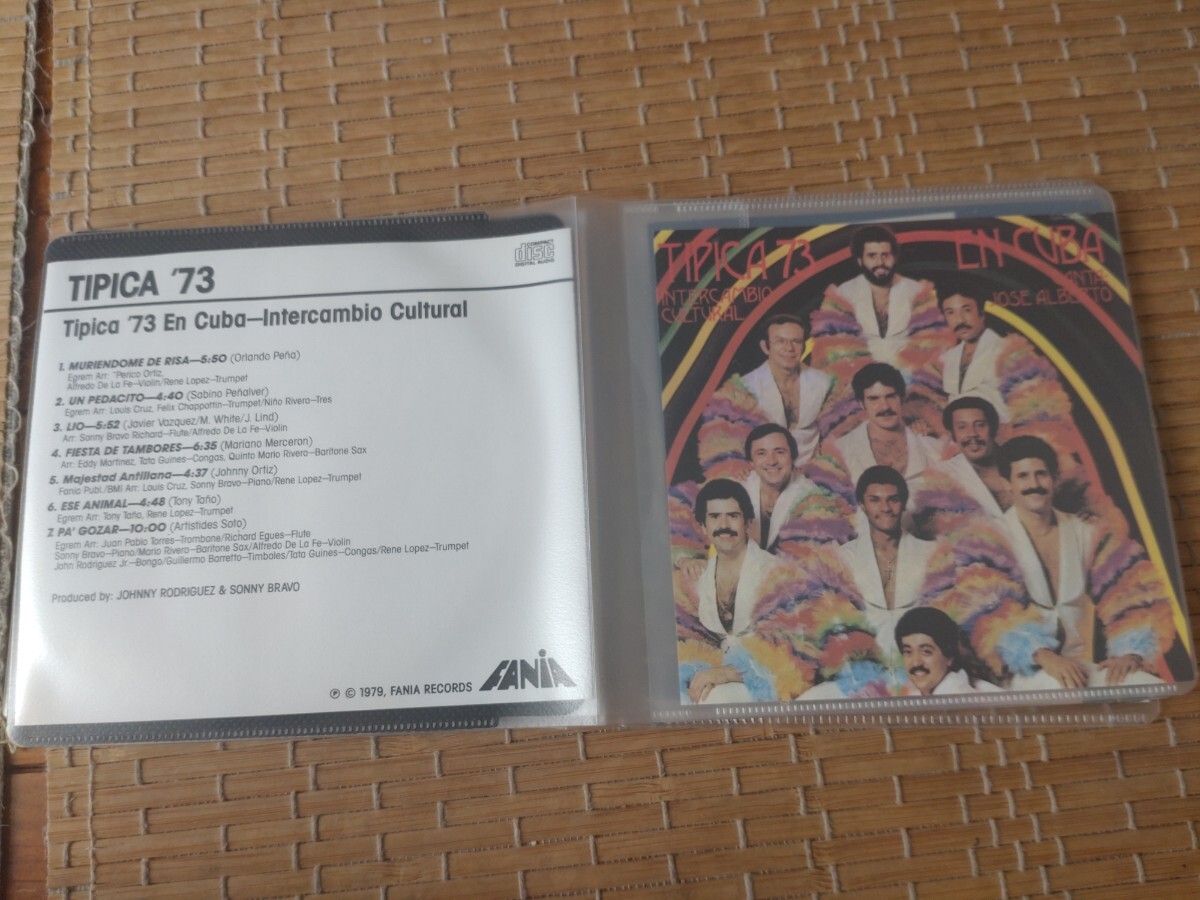 COMPACT
disc
DIGITAL AUDIO
TIPICA '73
Tipica '73 En Cuba—Intercambio Cultural
1. MURIENDOME DE RISA—5:50 (Orlando Peña)
Egrem Arr: "Perico Ortiz,
Alfredo De La Fe—Violin/Rene Lopez—Trumpet
2. UN PEDACITO—4:40 (Sabino Peñalver)
Egrem Arr: Louis Cruz, Felix Chappottin—Trumpet/Niño Rivera—Tres
3. LIO—5:52 (Javier Vazquez/M. White/J. Lind)
Arr: Sonny Bravo Richard—Flute/Alfredo De La Fe—Violin
4. FIESTA DE TAMBORES—6:35 (Mariano Merceron)
Arr: Eddy Martinez, Tata Guines—Congas, Quinto Mario Rivera—Baritone Sax
5. Majestad Antillana—4:37 (Johnny Ortiz)
Fania Publ./BMI Arr: Louis Cruz, Sonny Bravo—Piano/Rene Lopez—Trumpet
6. ESE ANIMAL—4:48 (Tony Taño)
Egrem Arr: Tony Taño, Rene Lopez—Trumpet
7. PA' GOZAR—10:00 (Artistides Soto)
Egrem Arr: Juan Pablo Torres—Trombone/Richard Egues—Flute
Sonny Bravo—Piano/Mario Rivera—Baritone Sax/Alfredo De La Fe—Violin
John Rodriguez Jr—Bongo/Guillermo Barretto—Timbales/Tata Guines—Congas/Rene Lopez—Trumpet
Produced by: JOHNNY RODRIGUEZ & SONNY BRAVO
℗ © 1979, FANIA RECORDS
FANIA
TIPICA 73
INTERCAMBIO
CULTURAL
EN CUBA
CANTA
JOSE ALBERTO